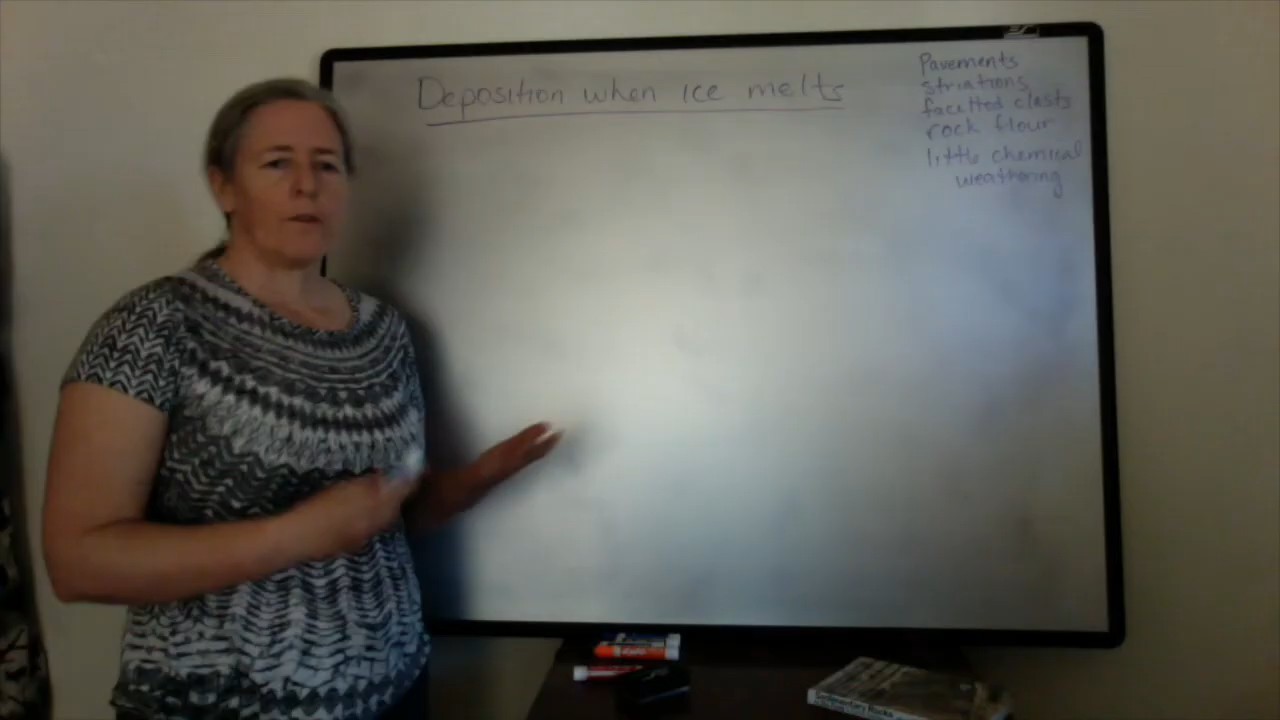 Deposition when ice melts
Pavements
striations
facetted clasts
rock flour
little chemical
weathering